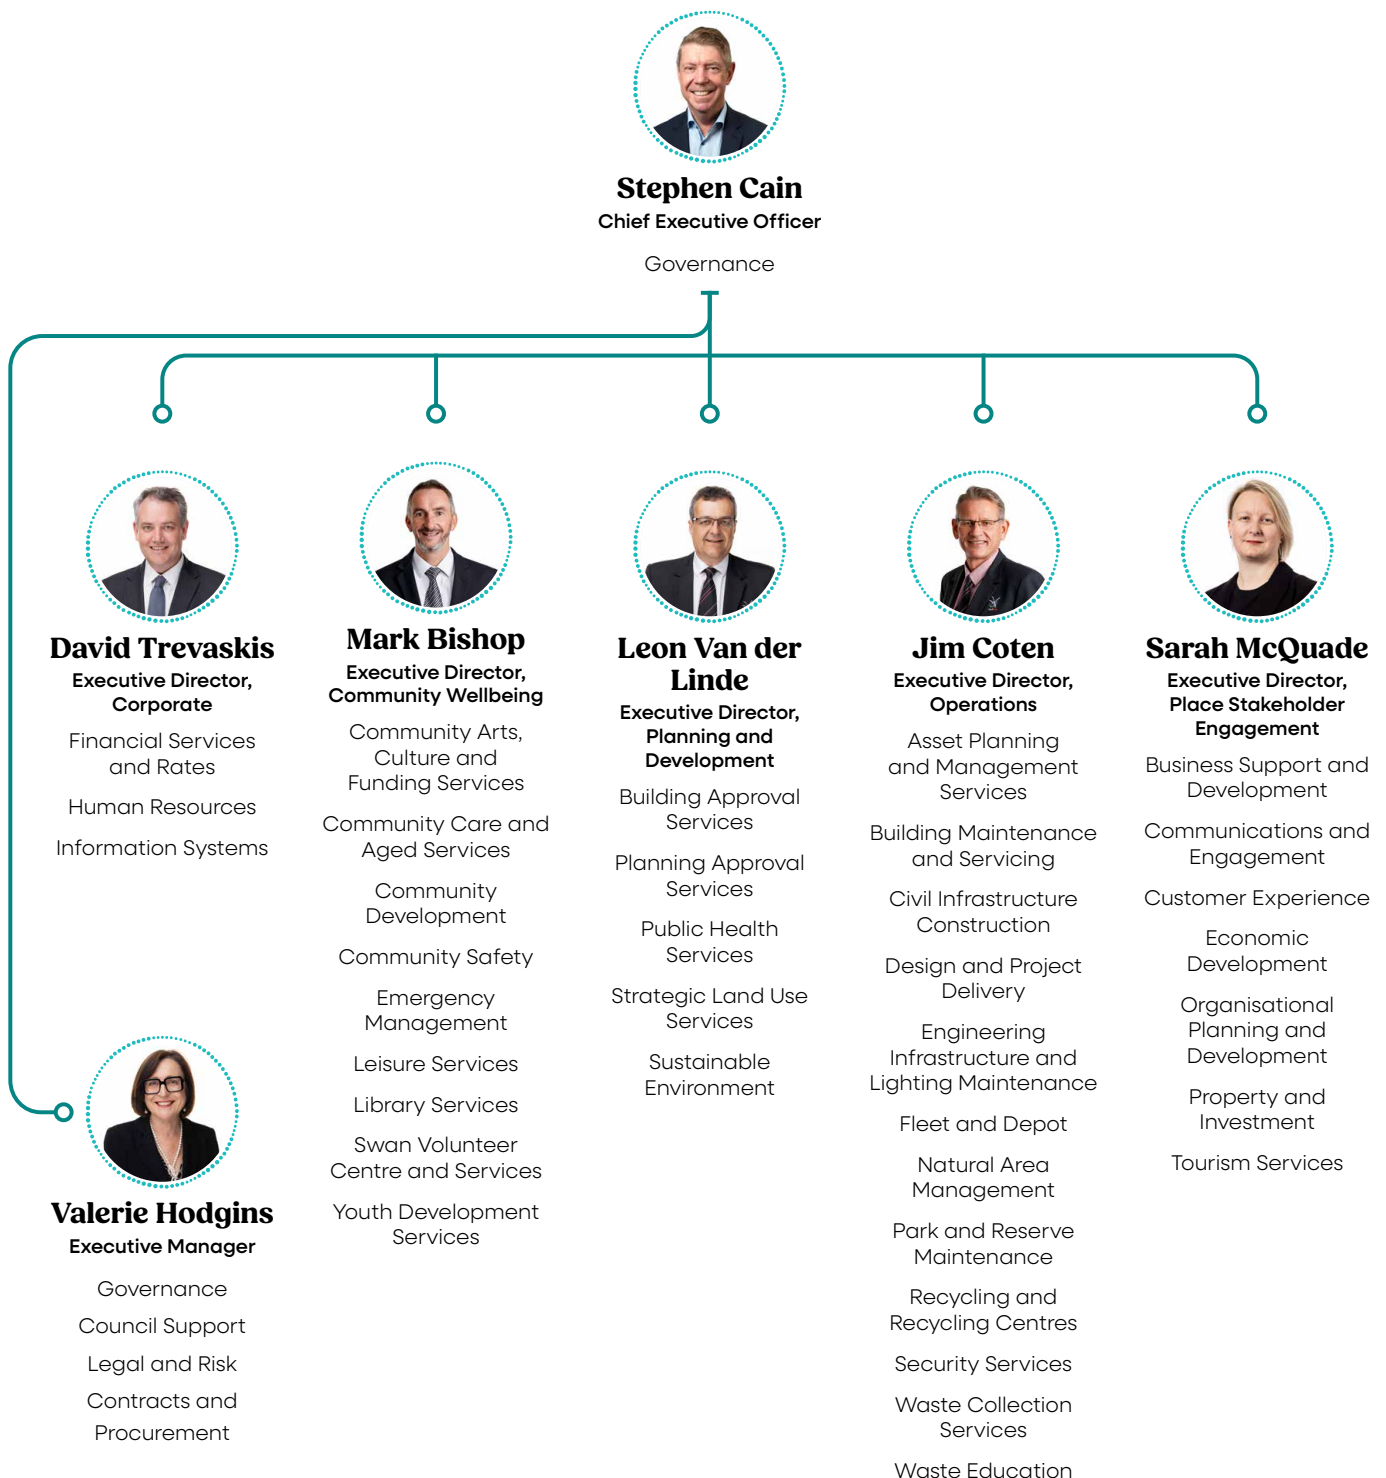 Stephen Cain
Chief Executive Officer
Governance
David Trevaskis
Executive Director,
Corporate
Financial Services
and Rates
Human Resources
Information Systems
Mark Bishop
Executive Director,
Community Wellbeing
Community Arts,
Culture and
Funding Services
Community Care and
Aged Services
Community
Development
Community Safety
Emergency
Management
Leisure Services
Library Services
Swan Volunteer
Centre and Services
Youth Development
Services
Leon Van der
Linde
Executive Director,
Planning and
Development
Building Approval
Services
Planning Approval
Services
Public Health
Services
Strategic Land Use
Services
Sustainable
Environment
Jim Coten
Executive Director,
Operations
Asset Planning
and Management
Services
Building Maintenance
and Servicing
Civil Infrastructure
Construction
Design and Project
Delivery
Engineering
Infrastructure and
Lighting Maintenance
Fleet and Depot
Natural Area
Management
Park and Reserve
Maintenance
Recycling and
Recycling Centres
Security Services
Waste Collection
Services
Waste Education
Sarah McQuade
Executive Director,
Place Stakeholder
Engagement
Business Support and
Development
Communications and
Engagement
Customer Experience
Economic
Development
Organisational
Planning and
Development
Property and
Investment
Tourism Services
Valerie Hodgins
Executive Manager
Governance
Council Support
Legal and Risk
Contracts and
Procurement